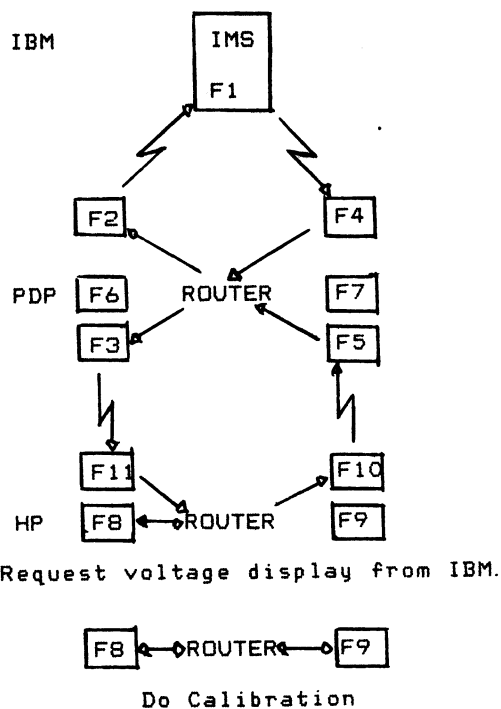 IBM IMS
F1
F2 F4
PDP F6 ROUTER F7
F3 F5
F11 F10
HP F8 ROUTER F9
Request voltage display from IBM.
F8 ROUTER F9
Do Calibration